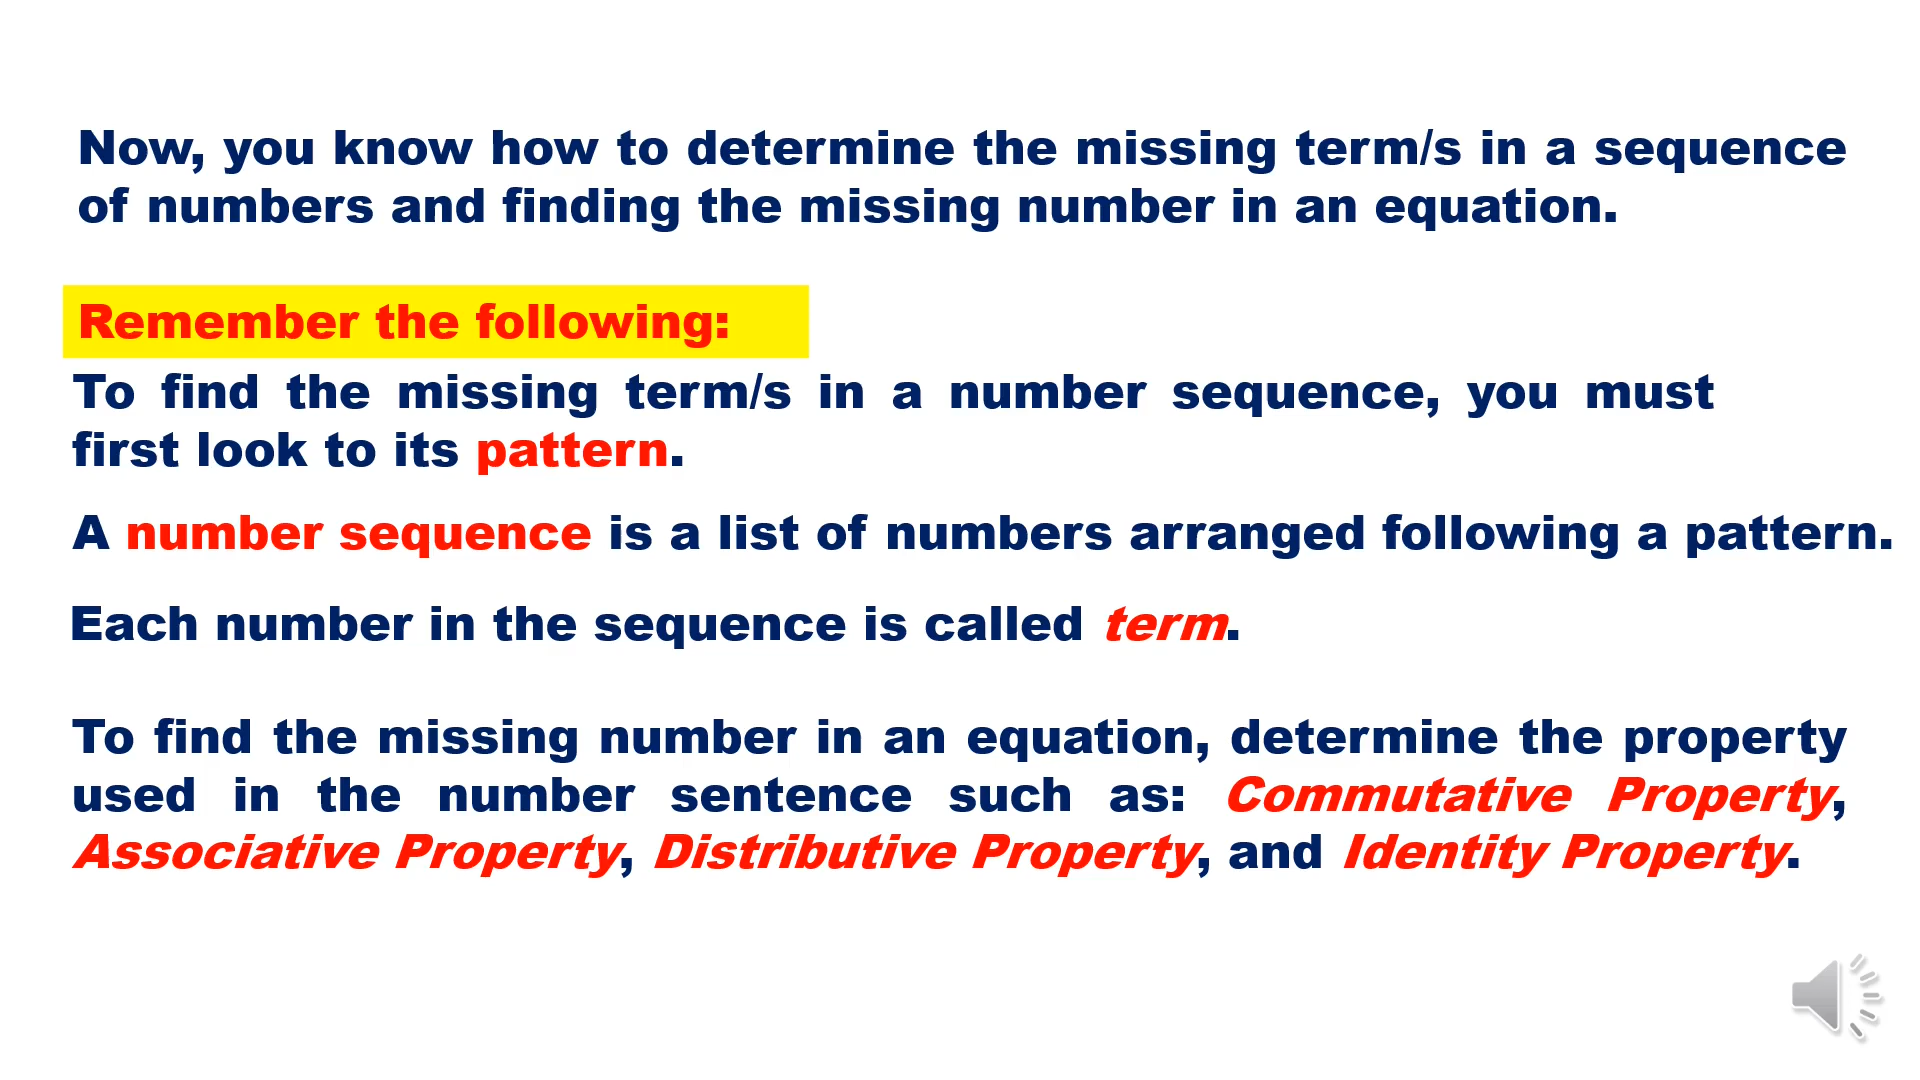 Now, you know how to determine the missing term/s in a sequence
of numbers and finding the missing number in an equation.
Remember the following:
To find the missing term/s in a number sequence, you must
first look to its pattern.
A number sequence is a list of numbers arranged following a pattern.
Each number in the sequence is called term.
To find the missing number in an equation, determine the property
used in the number sentence such as: Commutative Property,
Associative Property, Distributive Property, and Identity Property.